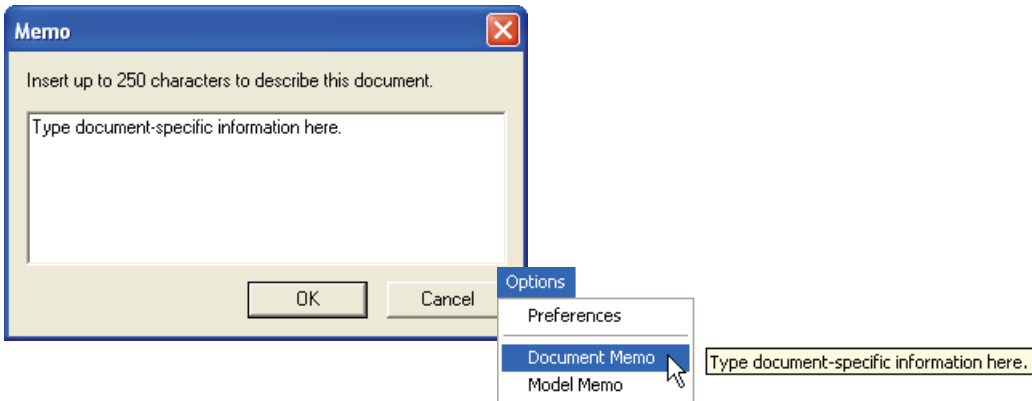 Memo
Insert up to 250 characters to describe this document.
Type document-specific information here.
OK Cancel
Options
Preferences
Document Memo
Type document-specific information here.
Model Memo